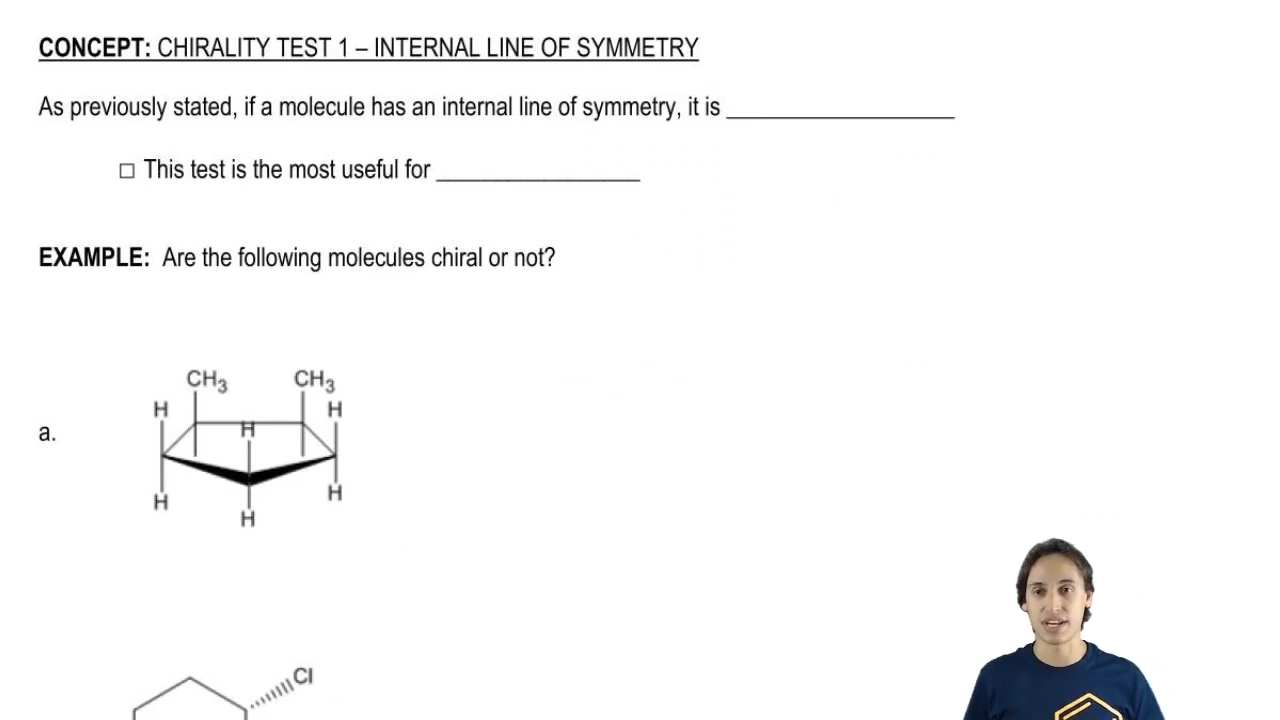 CONCEPT: CHIRALITY TEST 1 – INTERNAL LINE OF SYMMETRY
As previously stated, if a molecule has an internal line of symmetry, it is ___________________
□ This test is the most useful for _________________
EXAMPLE: Are the following molecules chiral or not?
CH3 CH3
H H
H
a.
H H
H
Cl